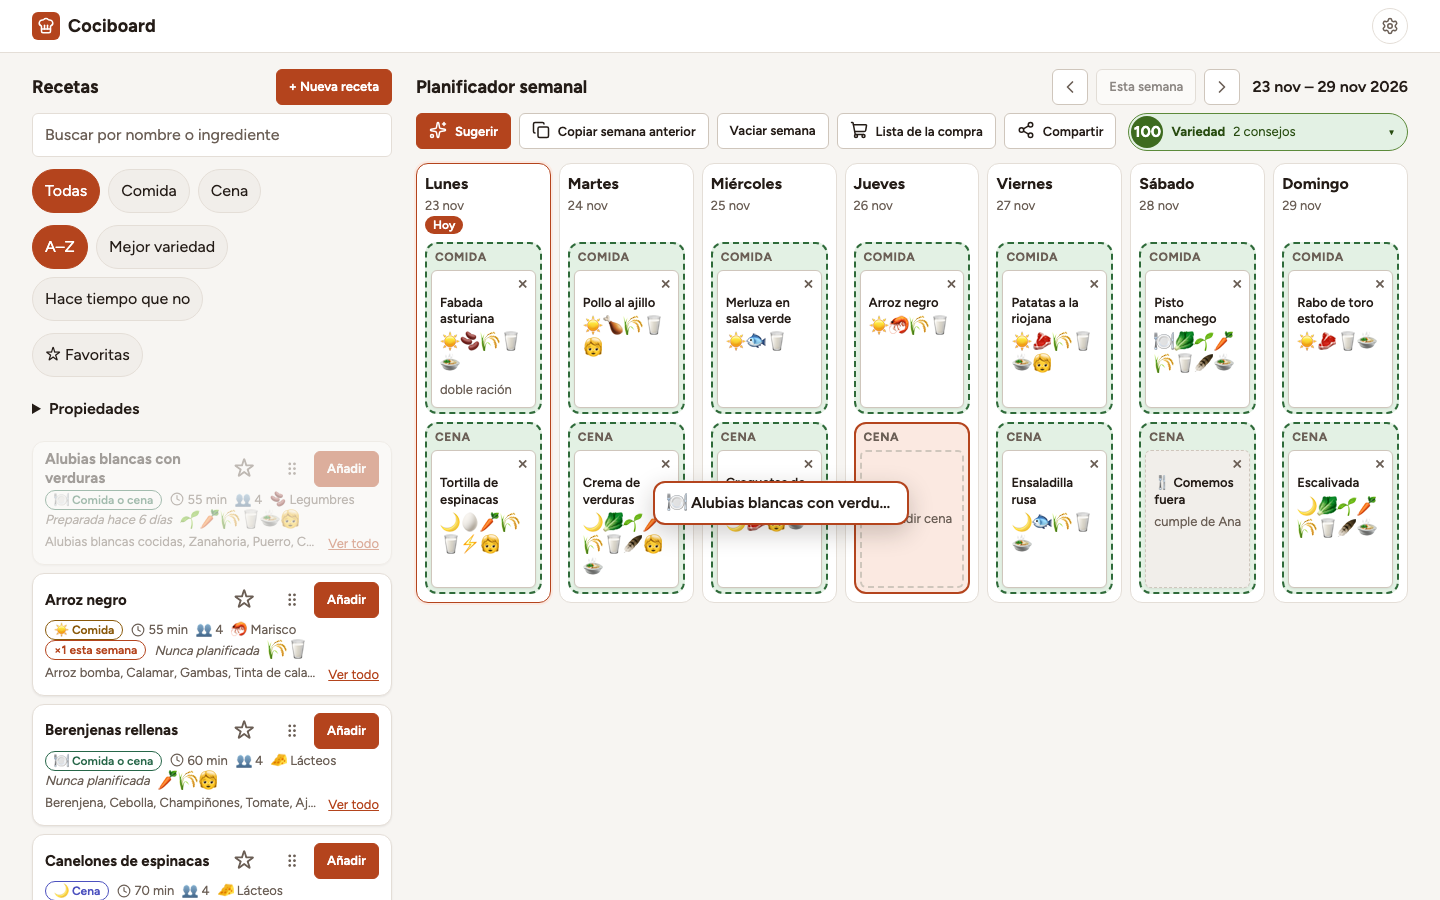 Cociboard
Recetas
+ Nueva receta
Buscar por nombre o ingrediente
Todas
Comida
Cena
A–Z
Mejor variedad
Hace tiempo que no
Favoritas
Propiedades
Alubias blancas con
verduras
Añadir
Comida o cena 55 min 4 Legumbres
Preparada hace 6 días
Alubias blancas cocidas, Zanahoria, Puerro, C... Ver todo
Arroz negro
Añadir
Comida 55 min 4 Marisco
×1 esta semana Nunca planificada
Arroz bomba, Calamar, Gambas, Tinta de cala... Ver todo
Berenjenas rellenas
Añadir
Comida o cena 60 min 4 Lácteos
Nunca planificada
Berenjena, Cebolla, Champiñones, Tomate, Aj... Ver todo
Canelones de espinacas
Añadir
Cena 70 min 4 Lácteos
Planificador semanal
Esta semana
23 nov – 29 nov 2026
Sugerir
Copiar semana anterior
Vaciar semana
Lista de la compra
Compartir
100 Variedad 2 consejos
Lunes
23 nov
Hoy
COMIDA
Fabada
asturiana
doble ración
CENA
Tortilla de
espinacas
Martes
24 nov
COMIDA
Pollo al ajillo
CENA
Crema de
verduras
Miércoles
25 nov
COMIDA
Merluza en
salsa verde
CENA
Jueves
26 nov
COMIDA
Arroz negro
CENA
cena
Alubias blancas con verdu...
Viernes
27 nov
COMIDA
Patatas a la
riojana
CENA
Ensaladilla
rusa
Sábado
28 nov
COMIDA
Pisto
manchego
CENA
Comemos
fuera
cumple de Ana
Domingo
29 nov
COMIDA
Rabo de toro
estofado
CENA
Escalivada